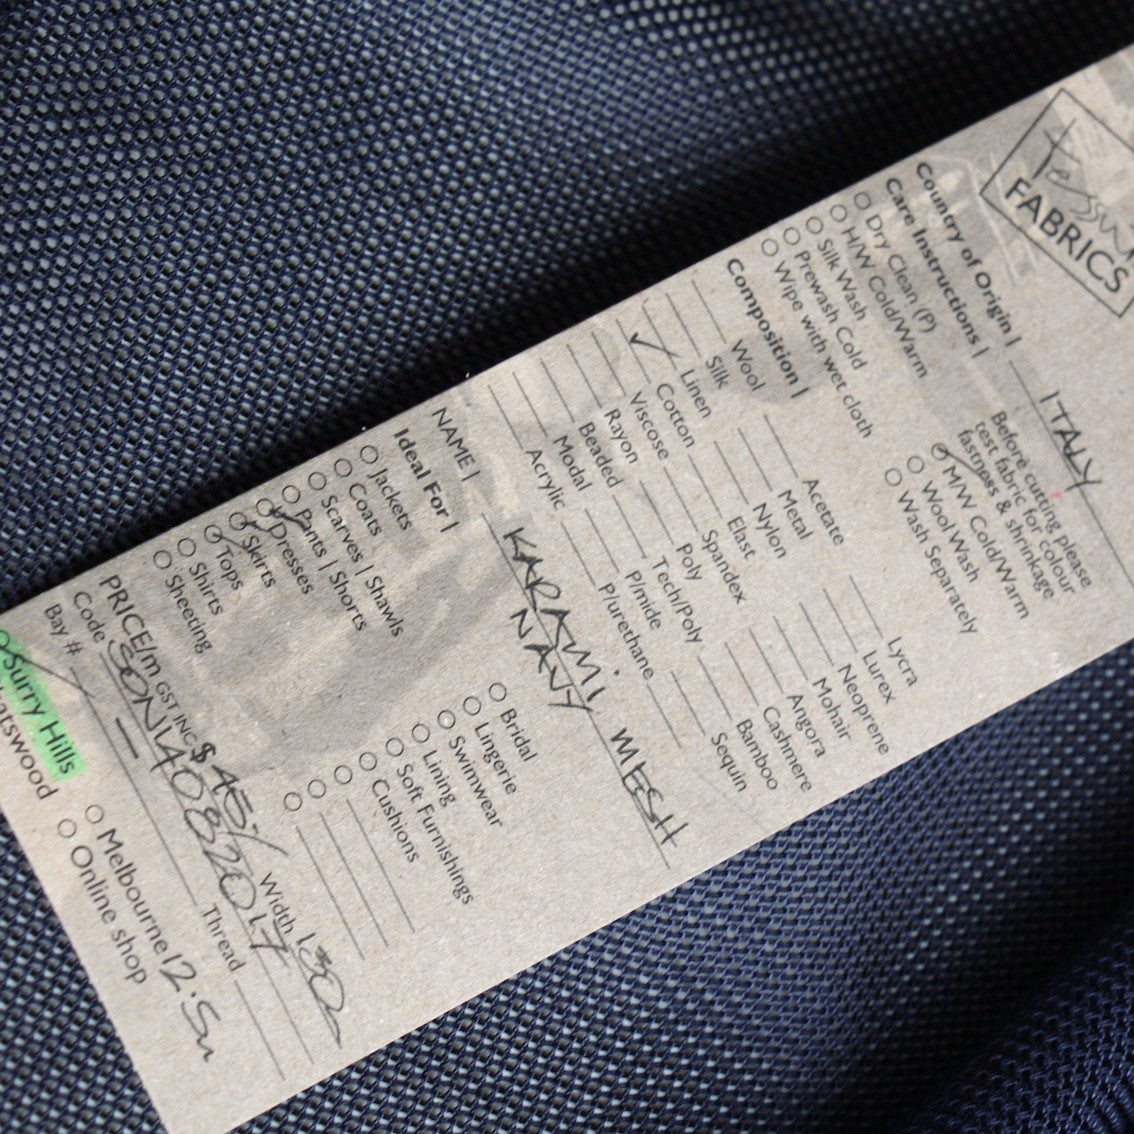 Tessuti
FABRICS
Country of Origin | ITALY
Care Instructions |
Dry Clean (P)
H/W Cold/Warm
Silk Wash
Prewash Cold
Wipe with wet cloth
Before cutting please
test fabric for colour
fastness & shrinkage
M/W Cold/Warm
Wool Wash
Wash Separately
Composition |
Wool
Silk
Linen
Cotton
Viscose
Rayon
Beaded
Modal
Acrylic
Acetate
Metal
Nylon
Elast
Spandex
Poly
Tech/Poly
P/mide
P/urethane
Lycra
Lurex
Neoprene
Mohair
Angora
Cashmere
Bamboo
Sequin
NAME | KARAMI MESH
NAVY
Ideal For |
Jackets
Coats
Scarves | Shawls
Pants | Shorts
Dresses
Skirts
Tops
Shirts
Sheeting
Bridal
Lingerie
Swimwear
Lining
Soft Furnishings
Cushions
PRICE/m GST INC $45./ Width 150
Code SON14082017
Bay # Thread
Surry Hills
hatswood
Melbourne 12.5m
Online shop